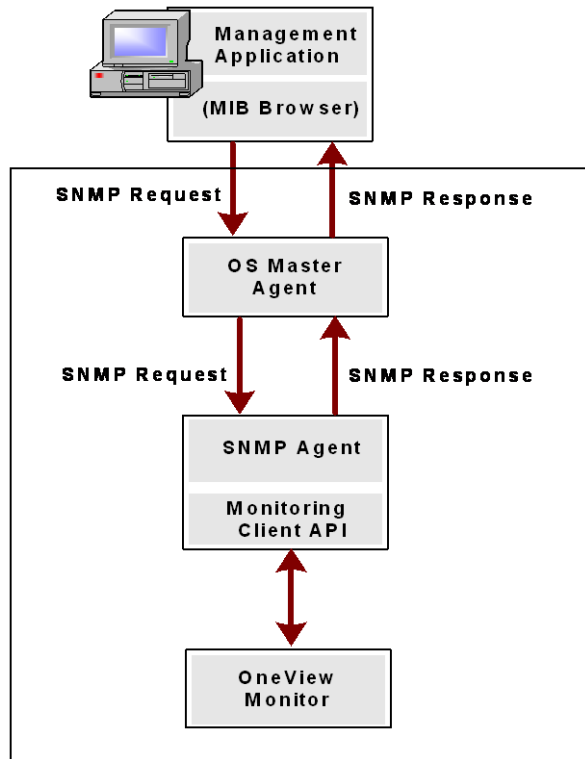 Management
Application
(MIB Browser)
SNMP Request
SNMP Response
OS Master
Agent
SNMP Request
SNMP Response
SNMP Agent
Monitoring
Client API
OneView
Monitor